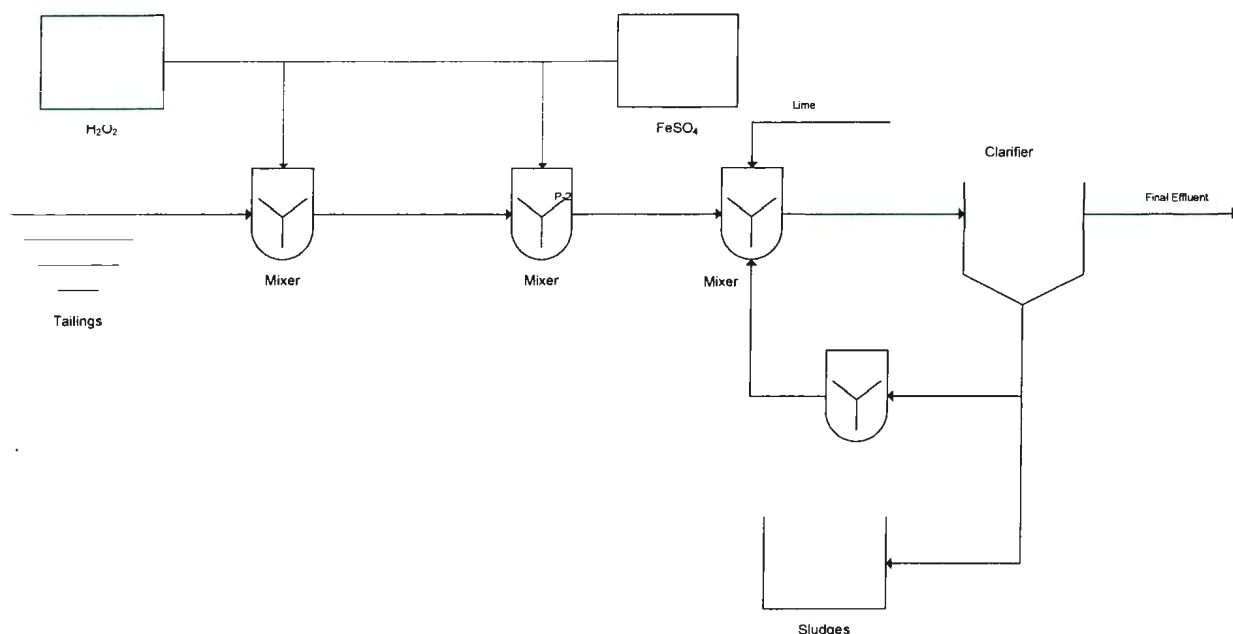 H₂O₂
FeSO₄
Lime
Clarifier
P-2
Final Effluent
Mixer
Mixer
Mixer
Tailings
Sludges